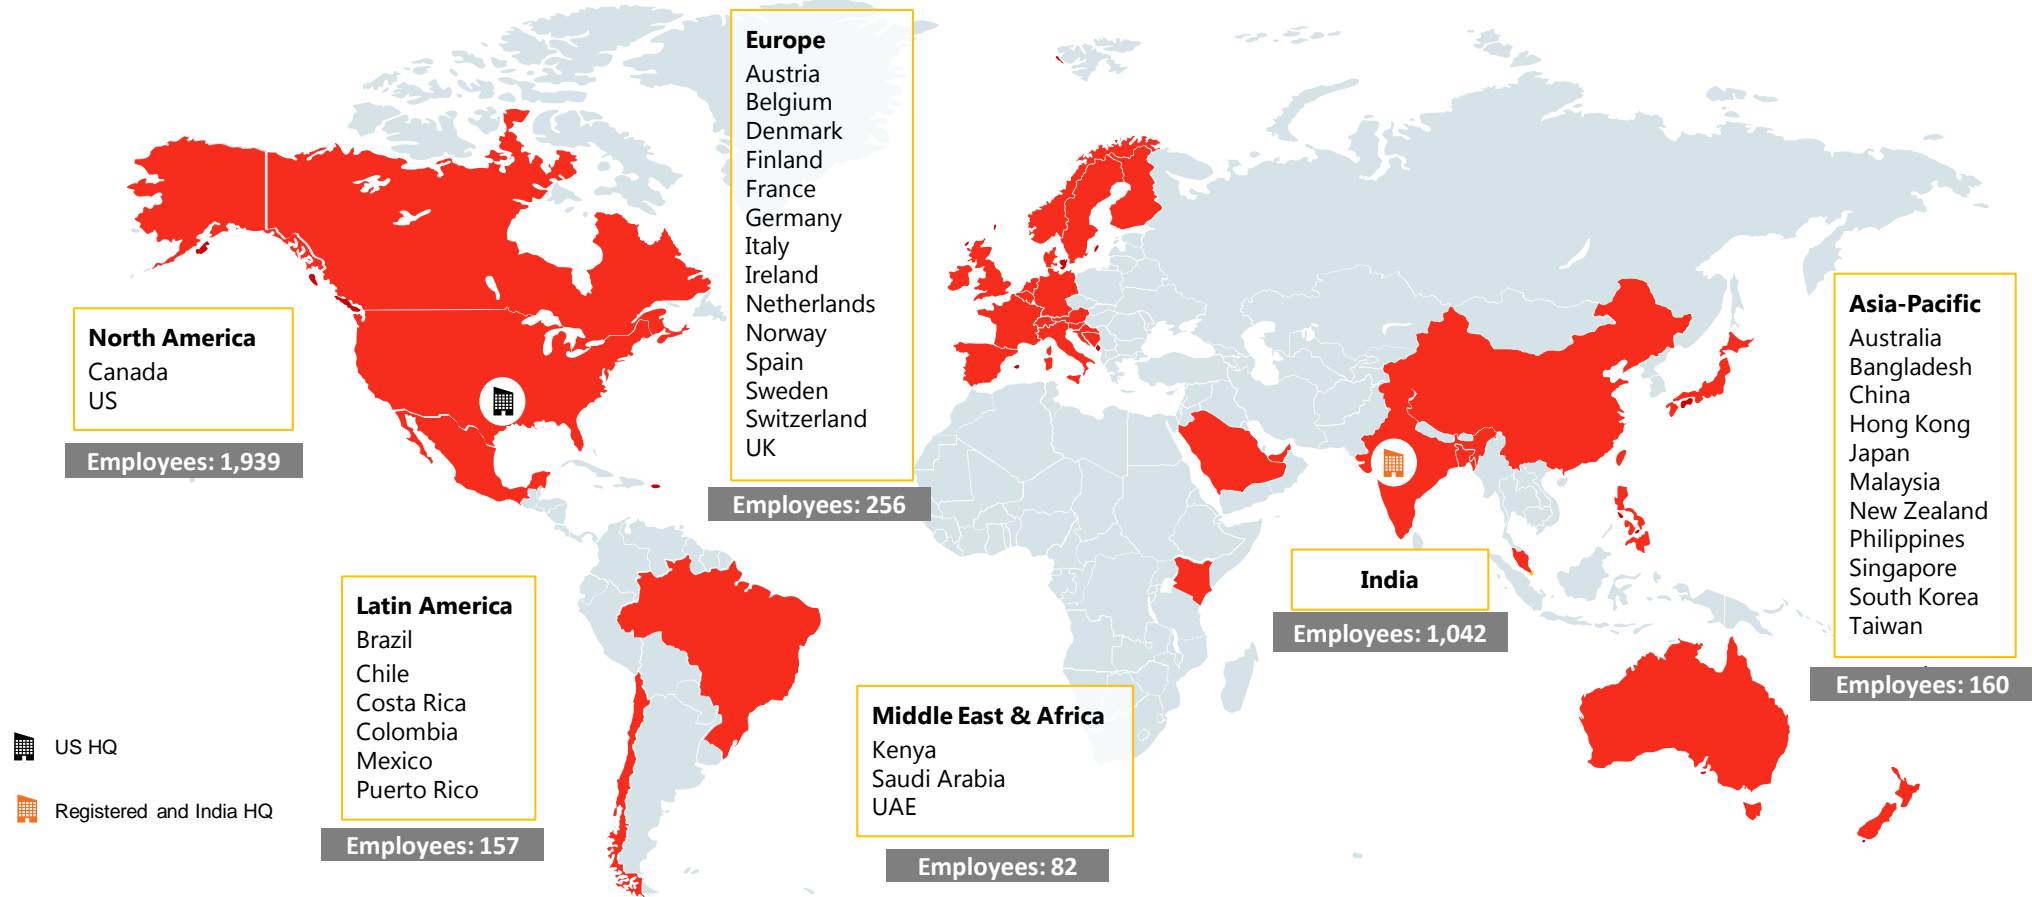 Europe
Austria
Belgium
Denmark
Finland
France
Germany
Italy
Ireland
Netherlands
Norway
Spain
Sweden
Switzerland
UK
Employees: 256
North America
Canada
US
Employees: 1,939
Asia-Pacific
Australia
Bangladesh
China
Hong Kong
Japan
Malaysia
New Zealand
Philippines
Singapore
South Korea
Taiwan
Employees: 160
India
Employees: 1,042
Latin America
Brazil
Chile
Costa Rica
Colombia
Mexico
Puerto Rico
Employees: 157
Middle East & Africa
Kenya
Saudi Arabia
UAE
Employees: 82
US HQ
Registered and India HQ